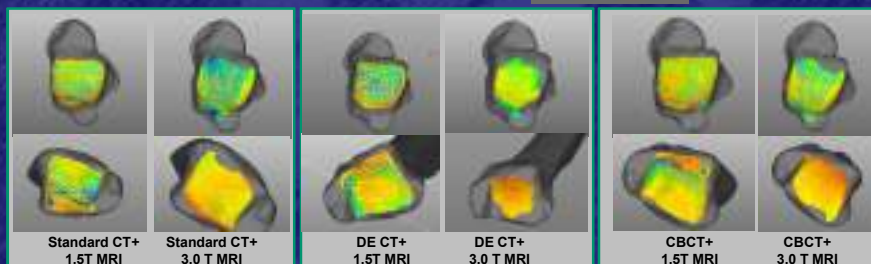 Standard CT+ Standard CT+ DE CT+ DE CT+ CBCT+ CBCT+
1.5T MRI 3.0 T MRI 1.5T MRI 3.0 T MRI 1.5T MRI 3.0 T MRI